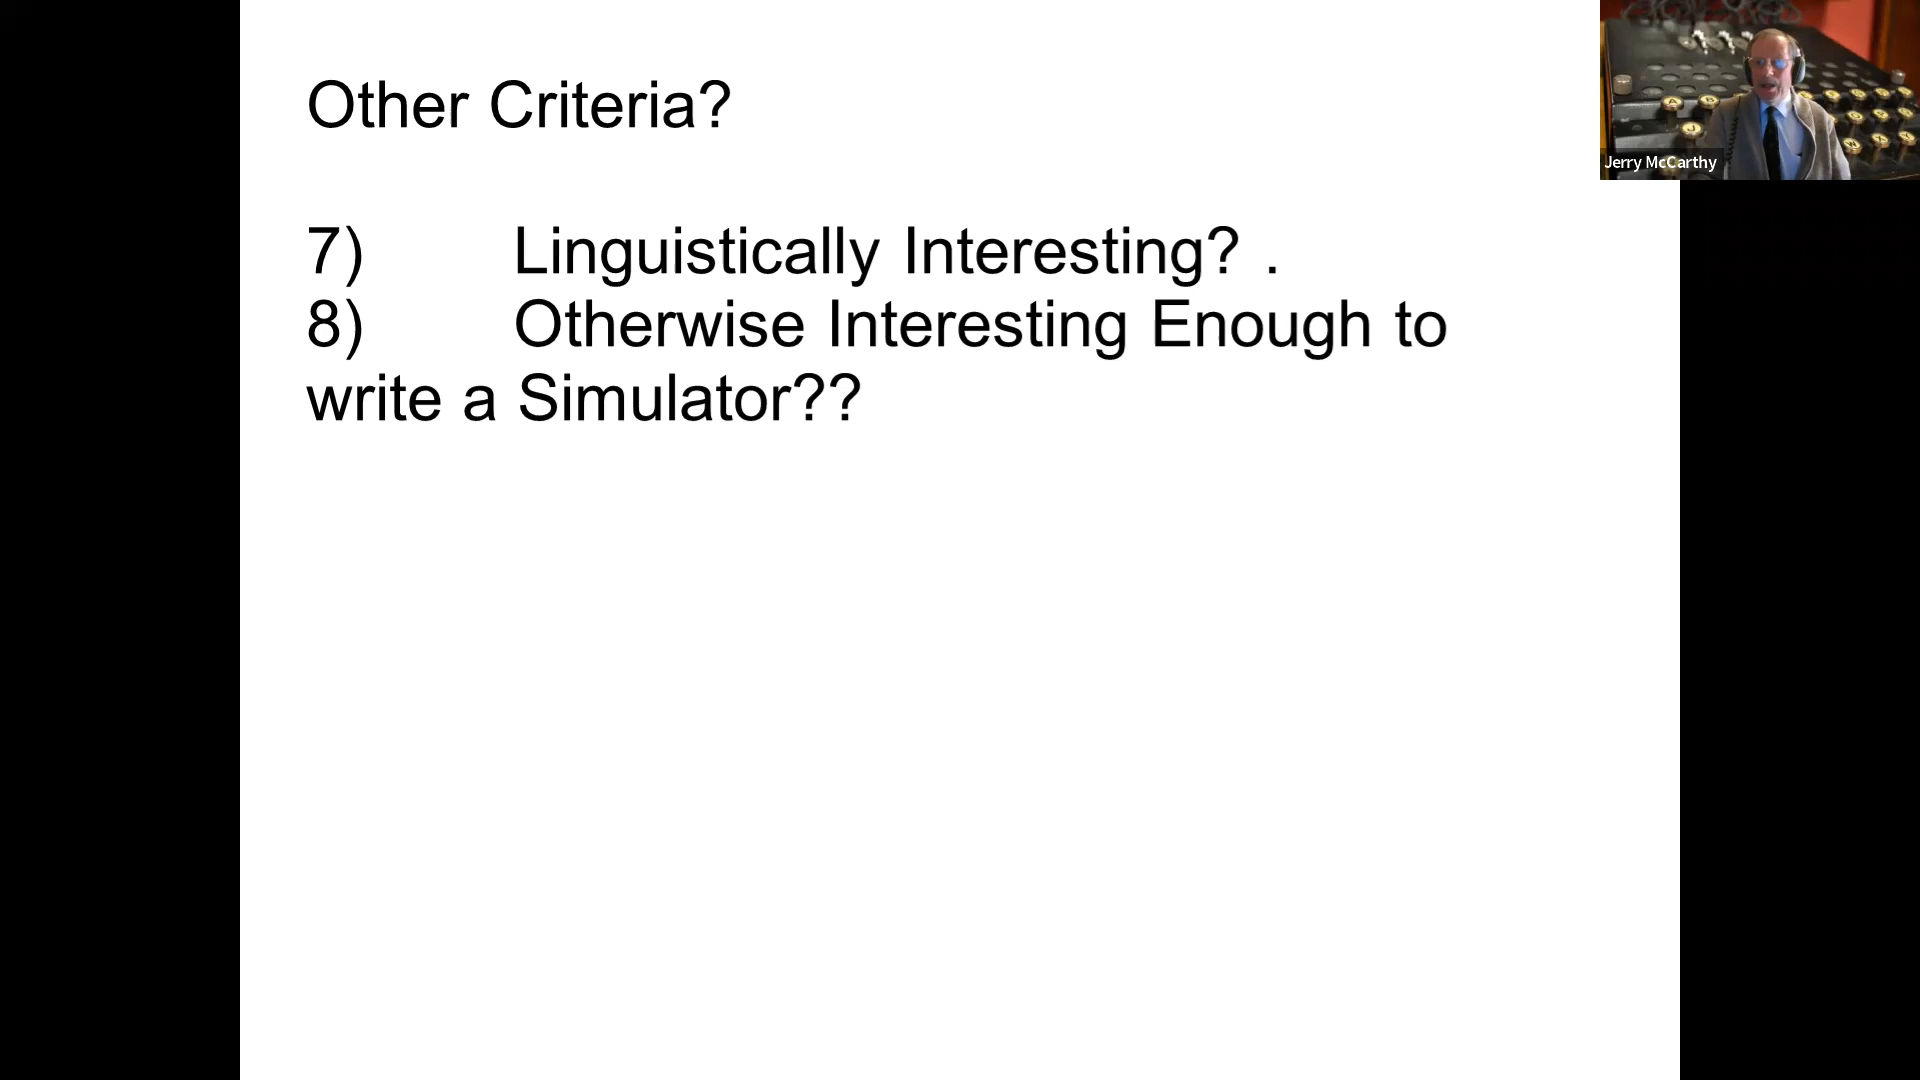 Other Criteria?
7) Linguistically Interesting? .
8) Otherwise Interesting Enough to
write a Simulator??
Jerry McCarthy